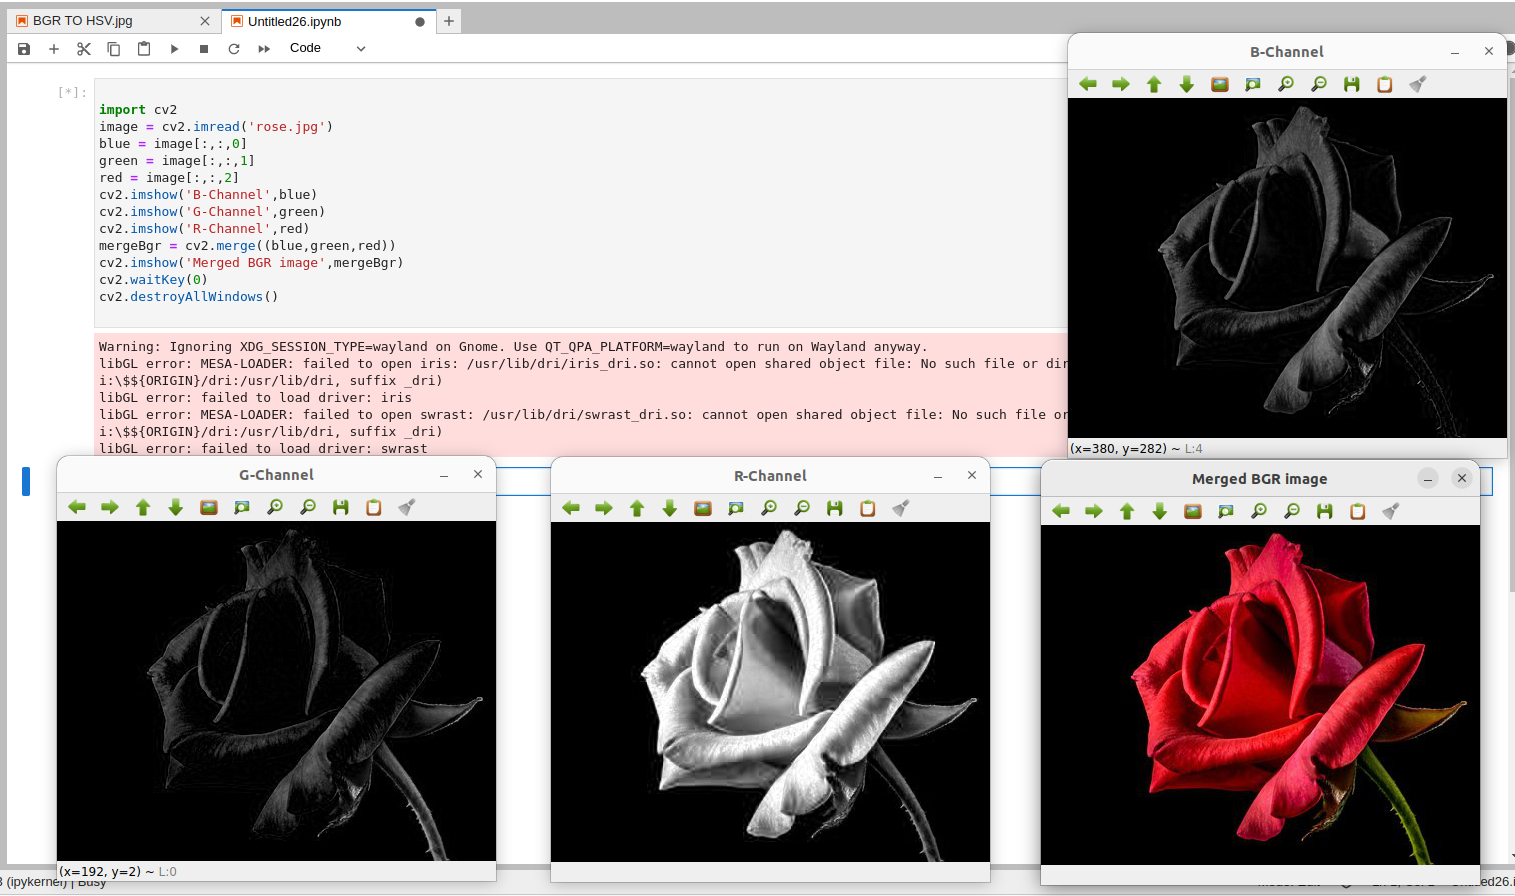 BGR TO HSV.jpg
Untitled26.ipynb
Code
[*]:
import cv2
image = cv2.imread('rose.jpg')
blue = image[:,:,0]
green = image[:,:,1]
red = image[:,:,2]
cv2.imshow('B-Channel',blue)
cv2.imshow('G-Channel',green)
cv2.imshow('R-Channel',red)
mergeBgr = cv2.merge((blue,green,red))
cv2.imshow('Merged BGR image',mergeBgr)
cv2.waitKey(0)
cv2.destroyAllWindows()
Warning: Ignoring XDG_SESSION_TYPE=wayland on Gnome. Use QT_QPA_PLATFORM=wayland to run on Wayland anyway.
libGL error: MESA-LOADER: failed to open iris: /usr/lib/dri/iris_dri.so: cannot open shared object file: No such file or dir
i:\$${ORIGIN}/dri:/usr/lib/dri, suffix _dri)
libGL error: failed to load driver: iris
libGL error: MESA-LOADER: failed to open swrast: /usr/lib/dri/swrast_dri.so: cannot open shared object file: No such file or
i:\$${ORIGIN}/dri:/usr/lib/dri, suffix _dri)
libGL error: failed to load driver: swrast
B-Channel
(x=380, y=282) ~ L:4
G-Channel
(x=192, y=2) ~ L:0
R-Channel
Merged BGR image
3 (ipykernel) | Busy
ed26.i